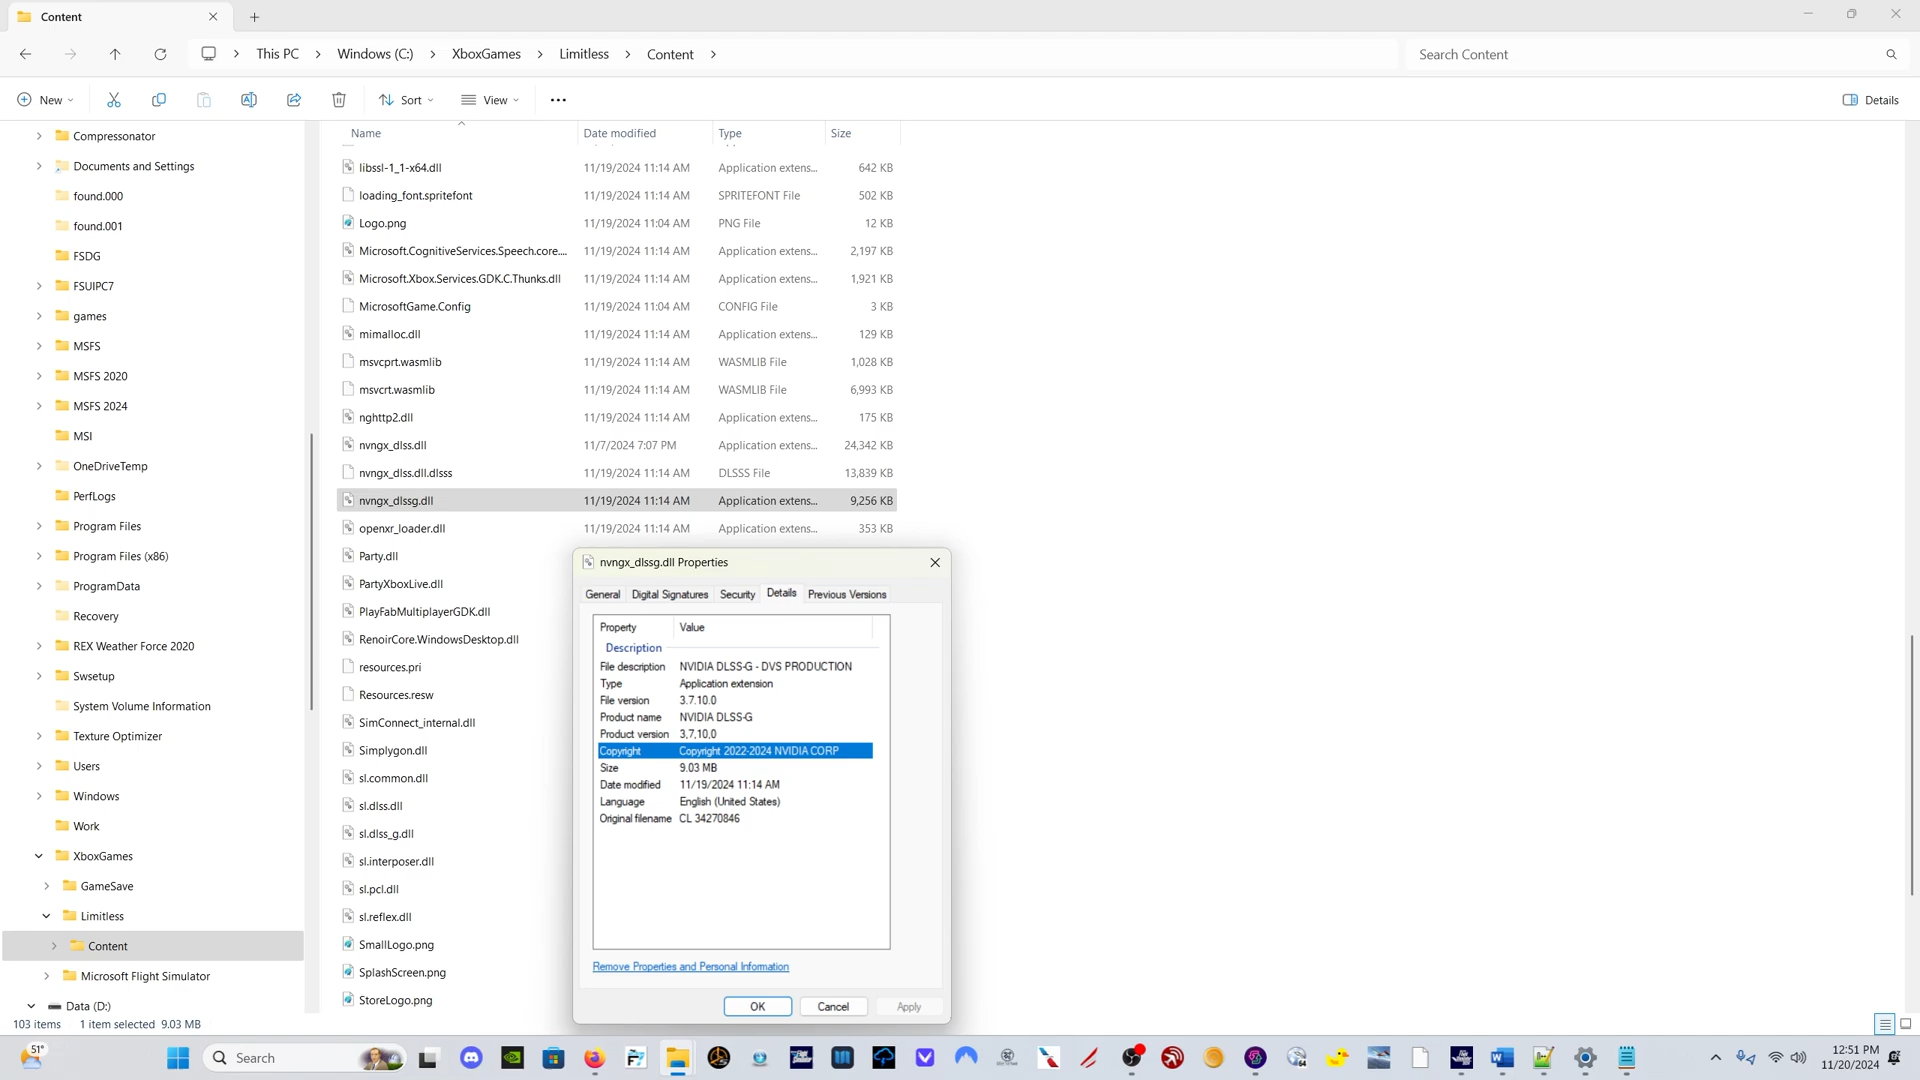 Content
This PC
Windows (C:)
XboxGames
Limitless
Content
Search Content
New
Sort
View
Details
Compressonator
Documents and Settings
found.000
found.001
FSDG
FSUIPC7
games
MSFS
MSFS 2020
MSFS 2024
MSI
OneDriveTemp
PerfLogs
Program Files
Program Files (x86)
ProgramData
Recovery
REX Weather Force 2020
Swsetup
System Volume Information
Texture Optimizer
Users
Windows
Work
XboxGames
GameSave
Limitless
Content
Microsoft Flight Simulator
Data (D:)
Name Date modified Type Size
libssl-1_1-x64.dll 11/19/2024 11:14 AM Application extens... 642 KB
loading_font.spritefont 11/19/2024 11:14 AM SPRITEFONT File 502 KB
Logo.png 11/19/2024 11:04 AM PNG File 12 KB
Microsoft.CognitiveServices.Speech.core.... 11/19/2024 11:14 AM Application extens... 2,197 KB
Microsoft.Xbox.Services.GDK.C.Thunks.dll 11/19/2024 11:14 AM Application extens... 1,921 KB
MicrosoftGame.Config 11/19/2024 11:04 AM CONFIG File 3 KB
mimalloc.dll 11/19/2024 11:14 AM Application extens... 129 KB
msvcprt.wasmlib 11/19/2024 11:14 AM WASMLIB File 1,028 KB
msvcrt.wasmlib 11/19/2024 11:14 AM WASMLIB File 6,993 KB
nghttp2.dll 11/19/2024 11:14 AM Application extens... 175 KB
nvngx_dlss.dll 11/7/2024 7:07 PM Application extens... 24,342 KB
nvngx_dlss.dll.dlsss 11/19/2024 11:14 AM DLSSS File 13,839 KB
nvngx_dlssg.dll 11/19/2024 11:14 AM Application extens... 9,256 KB
openxr_loader.dll 11/19/2024 11:14 AM Application extens... 353 KB
Party.dll
PartyXboxLive.dll
PlayFabMultiplayerGDK.dll
RenoirCore.WindowsDesktop.dll
resources.pri
Resources.resw
SimConnect_internal.dll
Simplygon.dll
sl.common.dll
sl.dlss.dll
sl.dlss_g.dll
sl.interposer.dll
sl.pcl.dll
sl.reflex.dll
SmallLogo.png
SplashScreen.png
StoreLogo.png
nvngx_dlssg.dll Properties
General Digital Signatures Security Details Previous Versions
Property Value
Description
File description NVIDIA DLSS-G - DVS PRODUCTION
Type Application extension
File version 3.7.10.0
Product name NVIDIA DLSS-G
Product version 3,7,10,0
Copyright Copyright 2022-2024 NVIDIA CORP
Size 9.03 MB
Date modified 11/19/2024 11:14 AM
Language English (United States)
Original filename CL 34270846
Remove Properties and Personal Information
OK Cancel Apply
103 items 1 item selected 9.03 MB
51°
Search
12:51 PM
11/20/2024